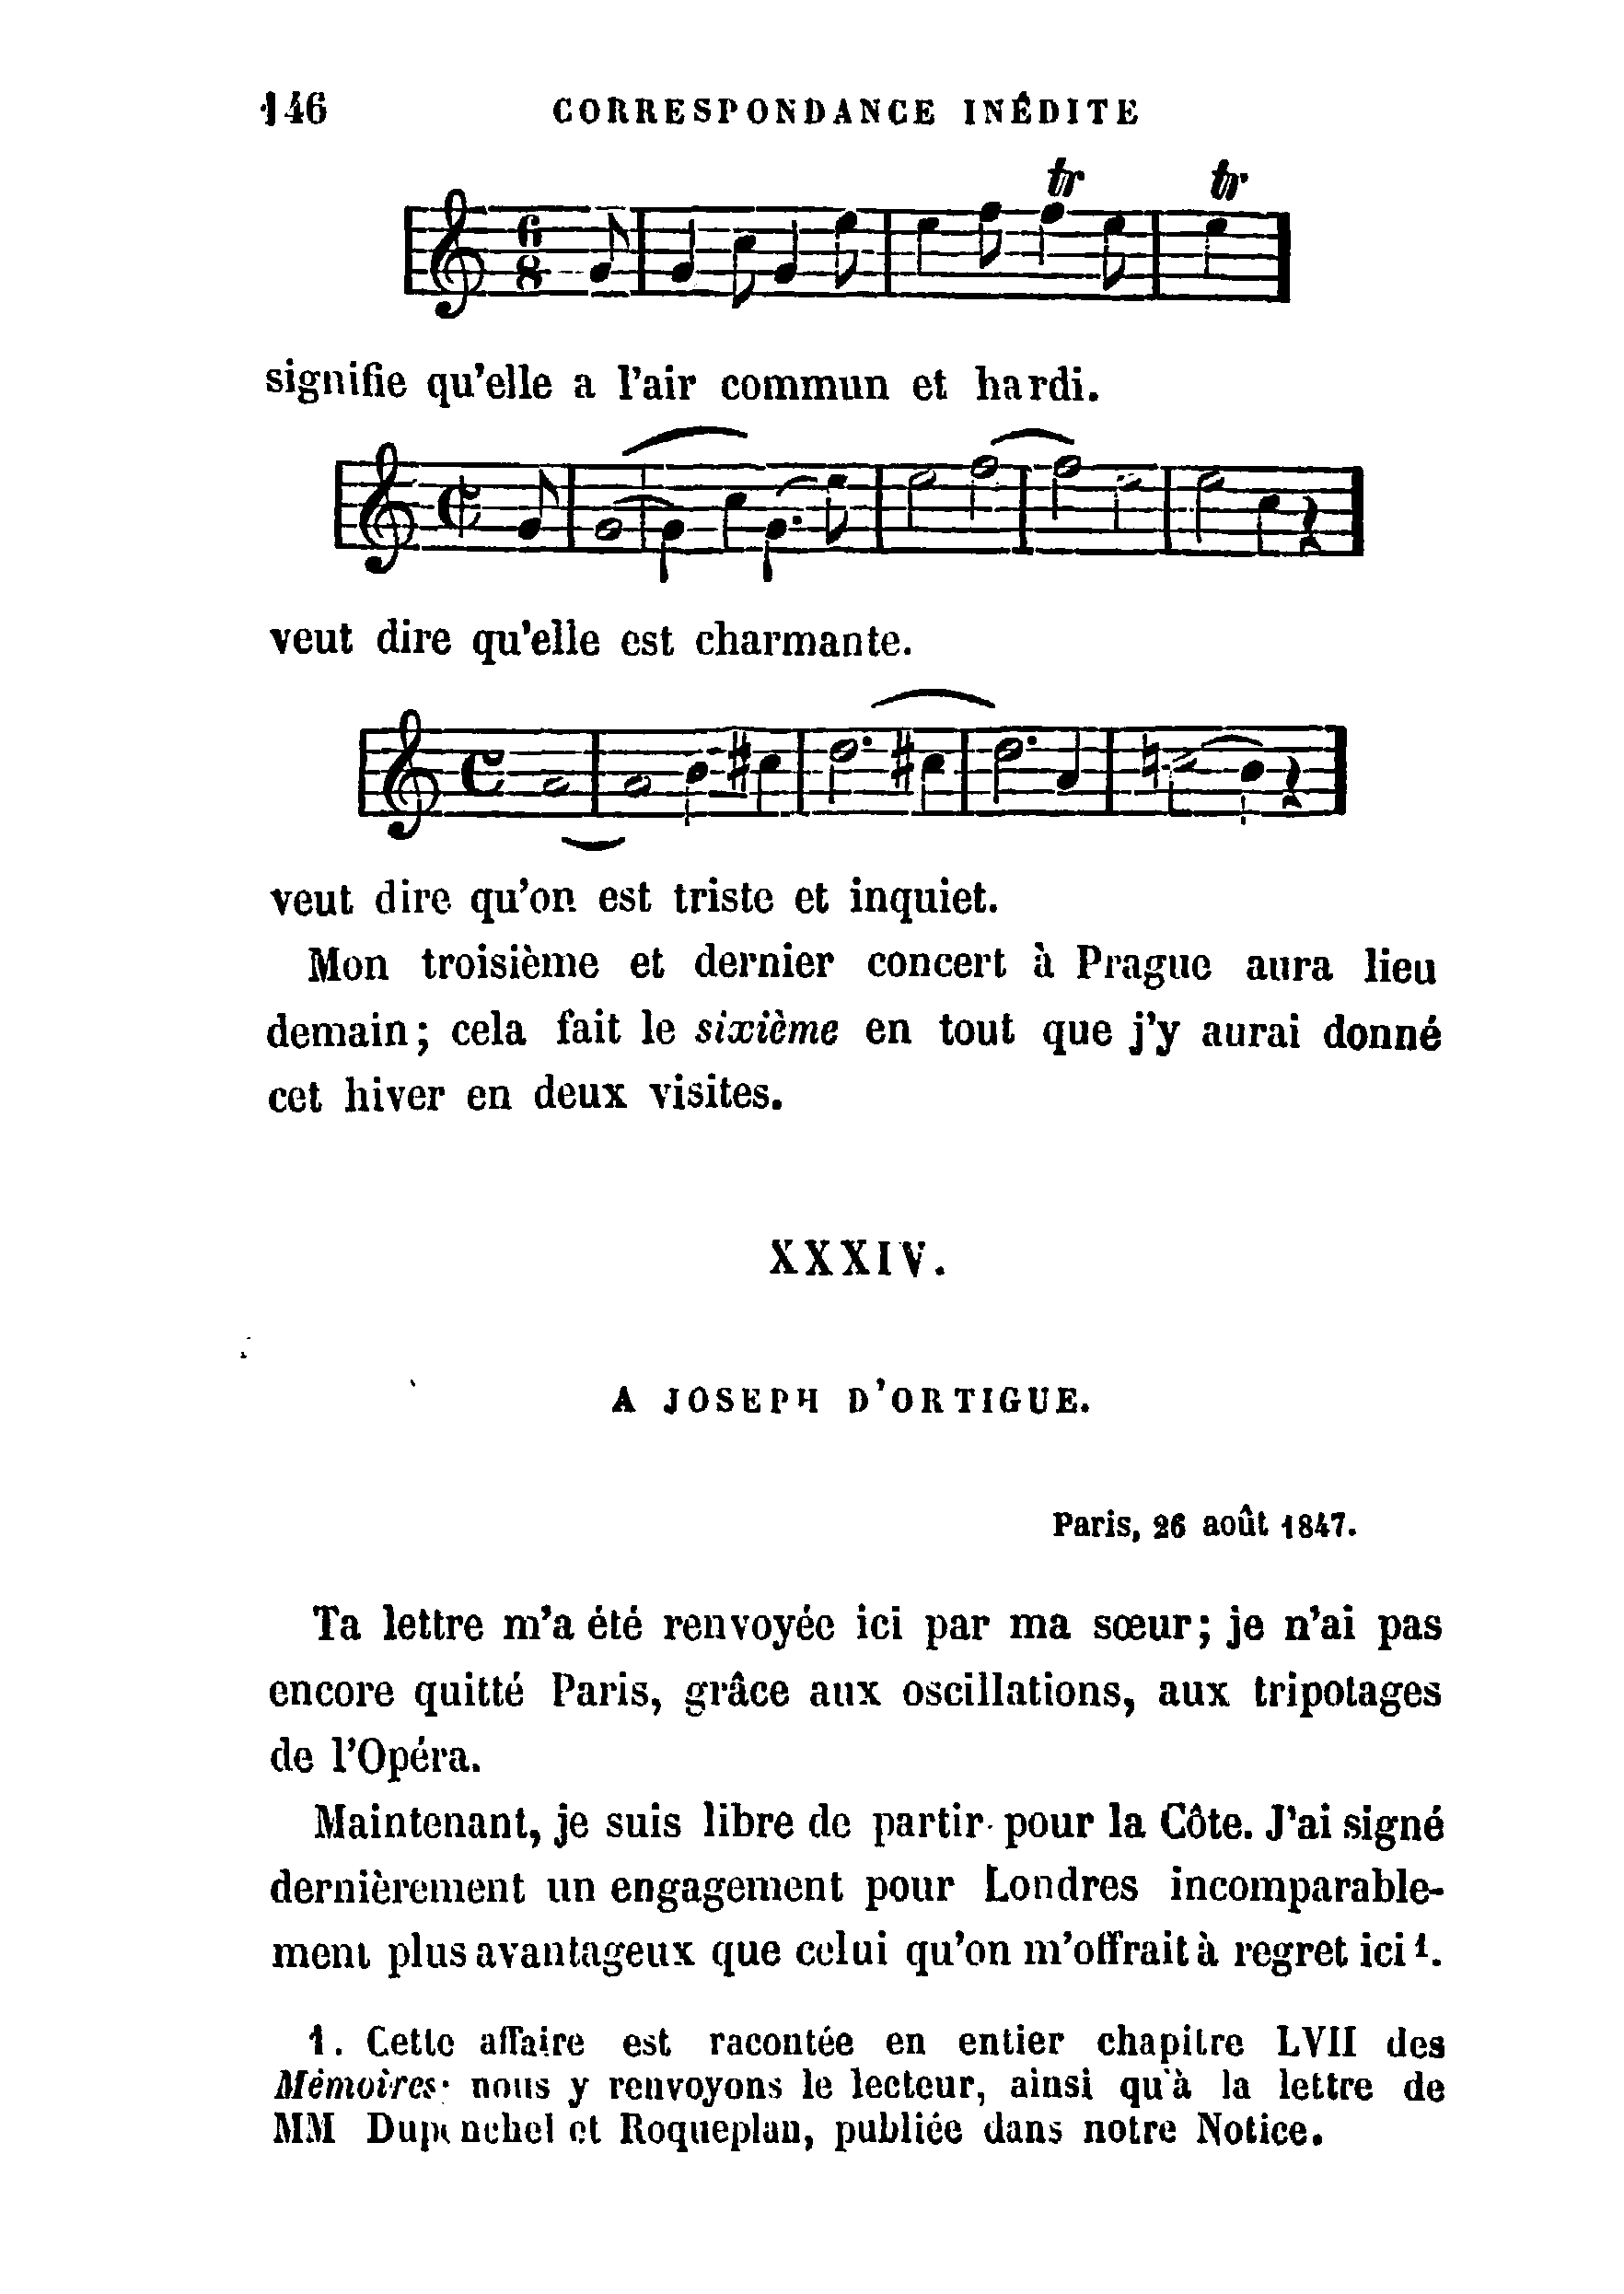 146 CORRESPONDANCE INÉDITE
tr tr
6
8
signifie qu'elle a l'air commun et hardi.
veut dire qu'elle est charmante.
veut dire qu'on est triste et inquiet.
Mon troisième et dernier concert à Prague aura lieu
demain; cela fait le sixième en tout que j'y aurai donné
cet hiver en deux visites.
XXXIV.
A JOSEPH D'ORTIGUE.
Paris, 26 août 1847.
Ta lettre m'a été renvoyée ici par ma sœur; je n'ai pas
encore quitté Paris, grâce aux oscillations, aux tripotages
de l'Opéra.
Maintenant, je suis libre de partir pour la Côte. J'ai signé
dernièrement un engagement pour Londres incomparable-
ment plus avantageux que celui qu'on m'offrait à regret ici 1.
1. Cette affaire est racontée en entier chapitre LVII des
Mémoires; nous y renvoyons le lecteur, ainsi qu'à la lettre de
MM Duponchel et Roqueplan, publiée dans notre Notice.